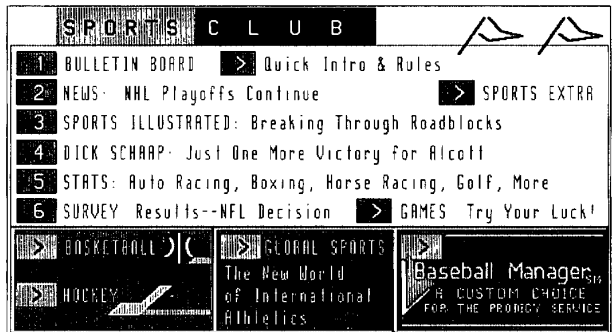 SPORTS CLUB
1 BULLETIN BOARD > Quick Intro & Rules
2 NEWS: NHL Playoffs Continue > SPORTS EXTRA
3 SPORTS ILLUSTRATED: Breaking Through Roadblocks
4 DICK SCHAAP: Just One More Victory for Alcott
5 STATS: Auto Racing, Boxing, Horse Racing, Golf, More
6 SURVEY Results--NFL Decision > GAMES Try Your Luck!
> BASKETBALL
> HOCKEY
> GLOBAL SPORTS
The New World
of International
Athletics
>
Baseball Manager SM
A CUSTOM CHOICE
FOR THE PRODIGY SERVICE